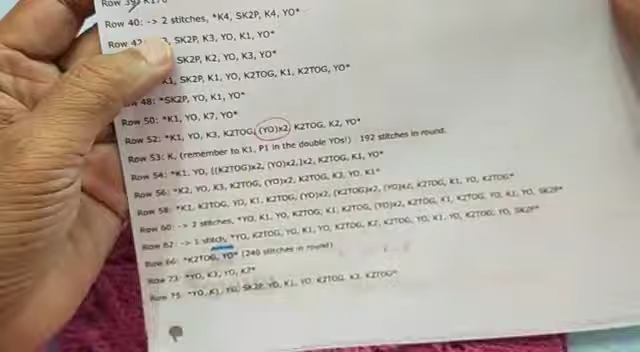 Row 39: K176
Row 40: -> 2 stitches, *K4, SK2P, K4, YO*
Row 42: SK2P, K3, YO, K1, YO*
SK2P, K2, YO, K3, YO*
K1, SK2P, K1, YO, K2TOG, K1, K2TOG, YO*
48: *SK2P, YO, K1, YO*
Row 50: *K1, YO, K7, YO*
Row 52: *K1, YO, K3, K2TOG, (YO)x2, K2TOG, K2, YO*
Row 53: K, (remember to K1, P1 in the double YOs!) 192 stitches in round.
Row 54: *K1, YO, ((K2TOG)x2, (YO)x2,)x2, K2TOG, K1, YO*
Row 56: *K2, YO, K3, K2TOG, (YO)x2, K2TOG, K3, YO, K1*
Row 58: *K1, K2TOG, YO, K1, K2TOG, (YO)x2, (K2TOG)x2, (YO)x2, K2TOG, K1, YO, K2TOG*
Row 60: -> 2 stitches, *YO, K1, YO, K2TOG, K1, K2TOG, (YO)x2, K2TOG, K1, K2TOG, YO, K1, YO, SK2P*
Row 62: -> 1 stitch, *YO, K2TOG, YO, K1, YO, K2TOG, K2, K2TOG, YO, K1, YO, K2TOG, YO, SK2P*
Row 66: *K2TOG, YO* (240 stitches in round)
Row 73: *YO, K3, YO, K7*
Row 75: *YO, K1, YO, SK2P, YO, K1, YO, K2TOG, K3, K2TOG*